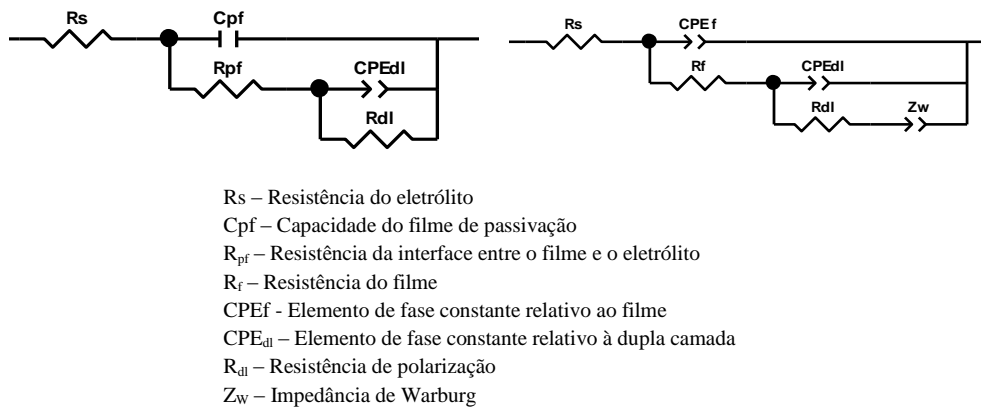 Rs Cpf
Rpf CPEdl
Rdl
Rs CPEf
Rf CPEdl
Rdl Zw
Rs – Resistência do eletrólito
Cpf – Capacidade do filme de passivação
Rpf – Resistência da interface entre o filme e o eletrólito
Rf – Resistência do filme
CPEf - Elemento de fase constante relativo ao filme
CPEdl – Elemento de fase constante relativo à dupla camada
Rdl – Resistência de polarização
ZW – Impedância de Warburg